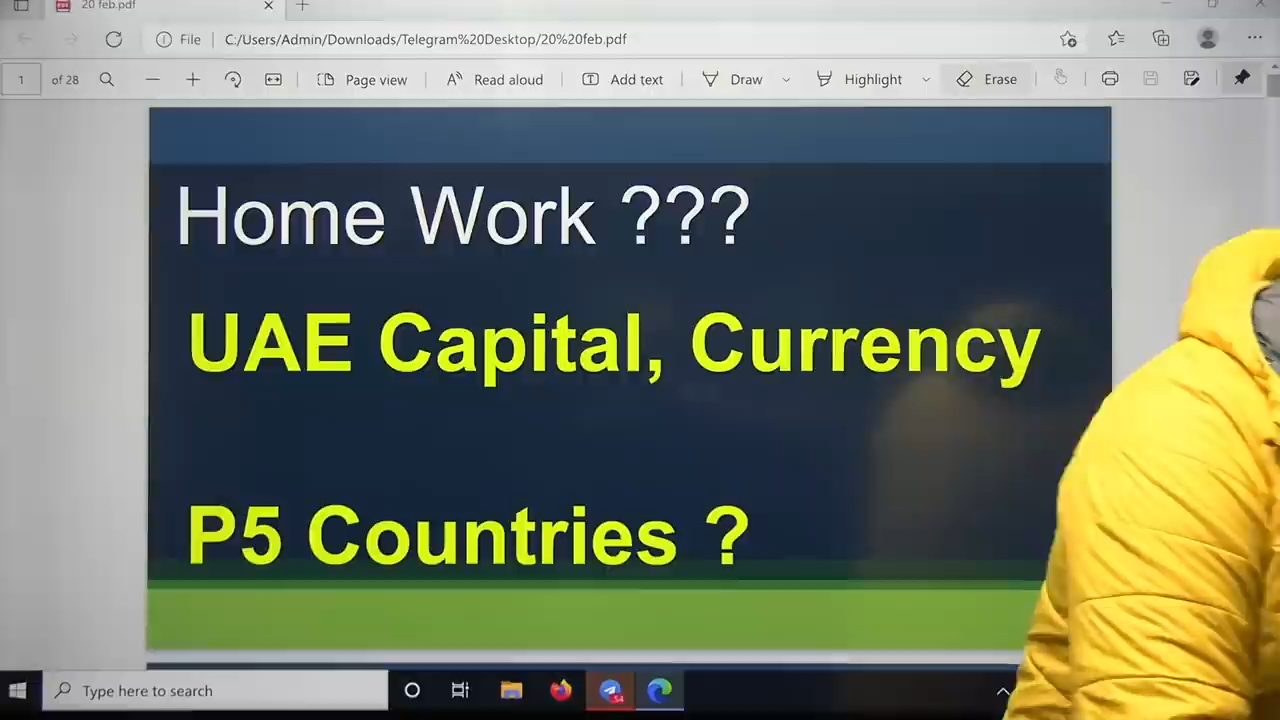 20 feb.pdf
File
C:/Users/Admin/Downloads/Telegram%20Desktop/20%20feb.pdf
1 of 28
Page view
Read aloud
Add text
Draw
Highlight
Erase
Home Work ???
UAE Capital, Currency
P5 Countries ?
Type here to search
54